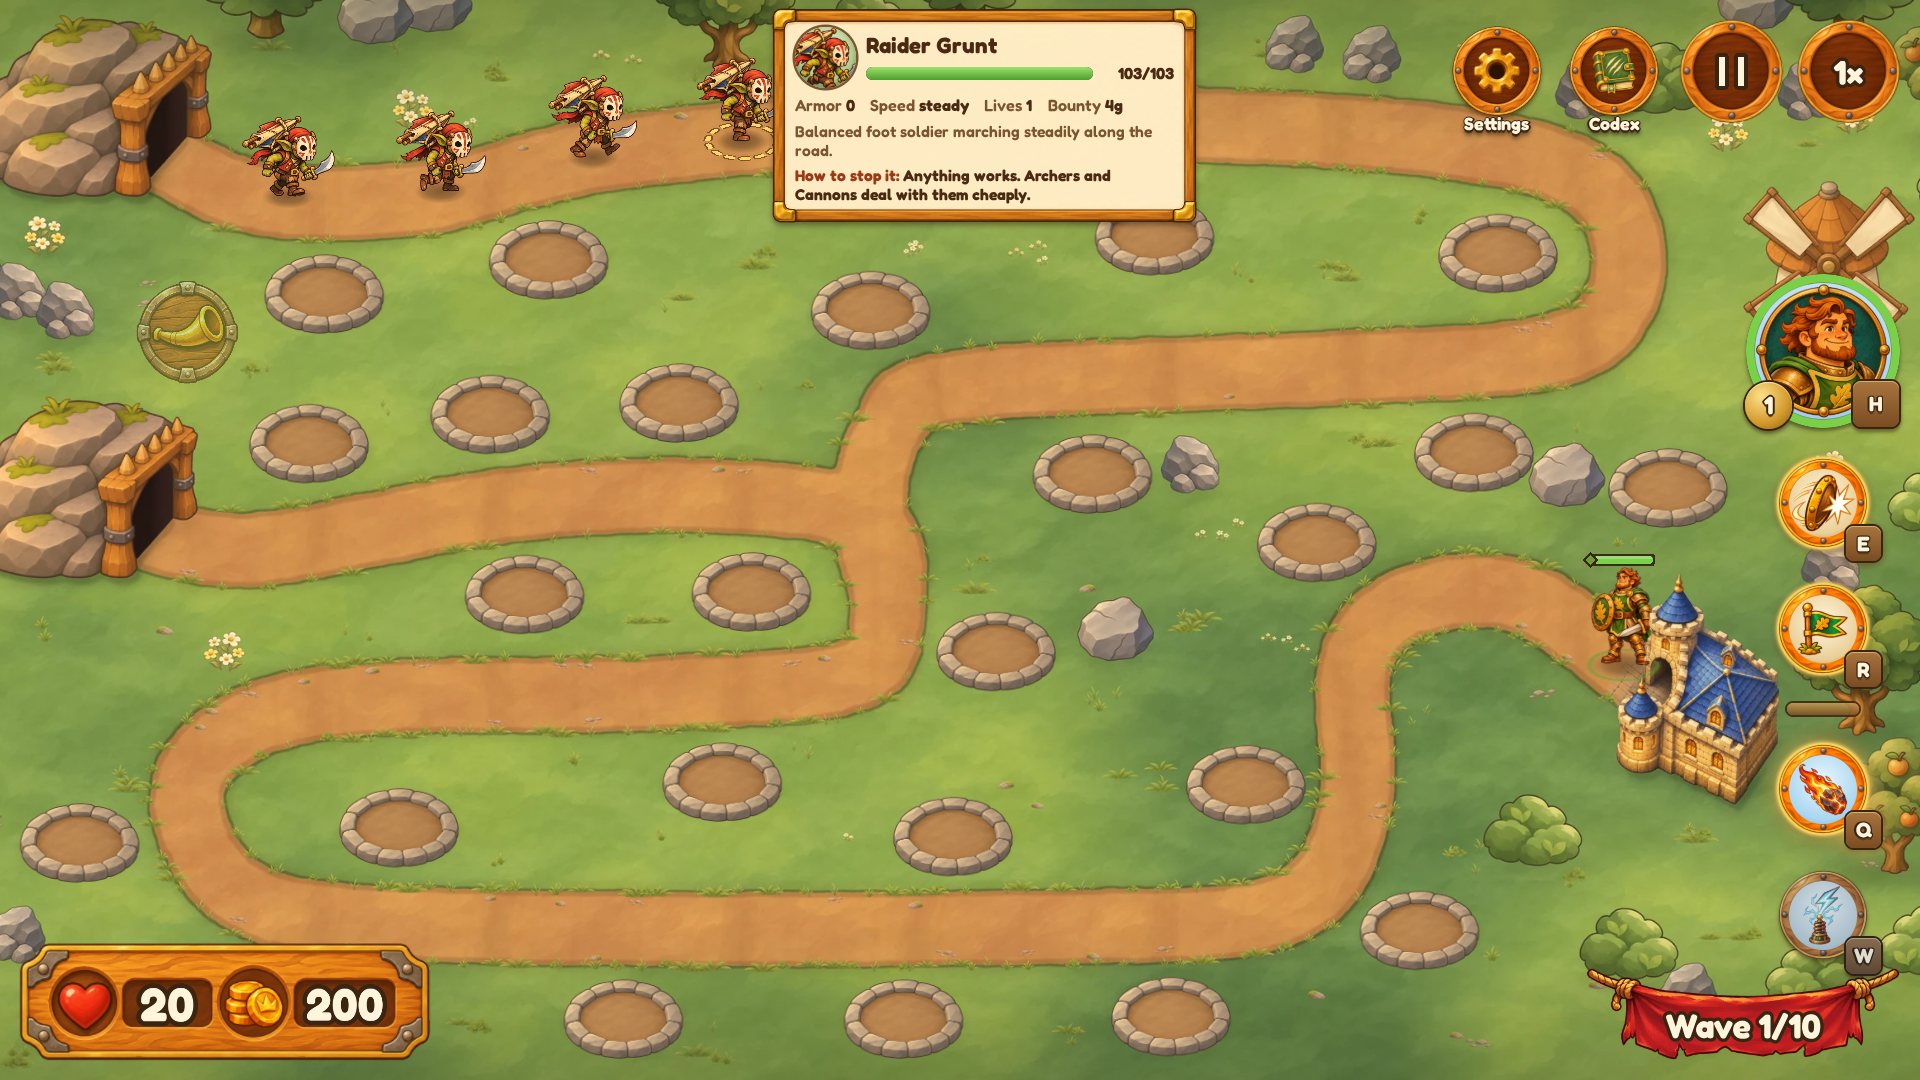 Raider Grunt
103/103
Armor 0 Speed steady Lives 1 Bounty 4g
Balanced foot soldier marching steadily along the
road.
How to stop it: Anything works. Archers and
Cannons deal with them cheaply.
Settings
Codex
1x
1
H
E
R
Q
W
20
200
Wave 1/10